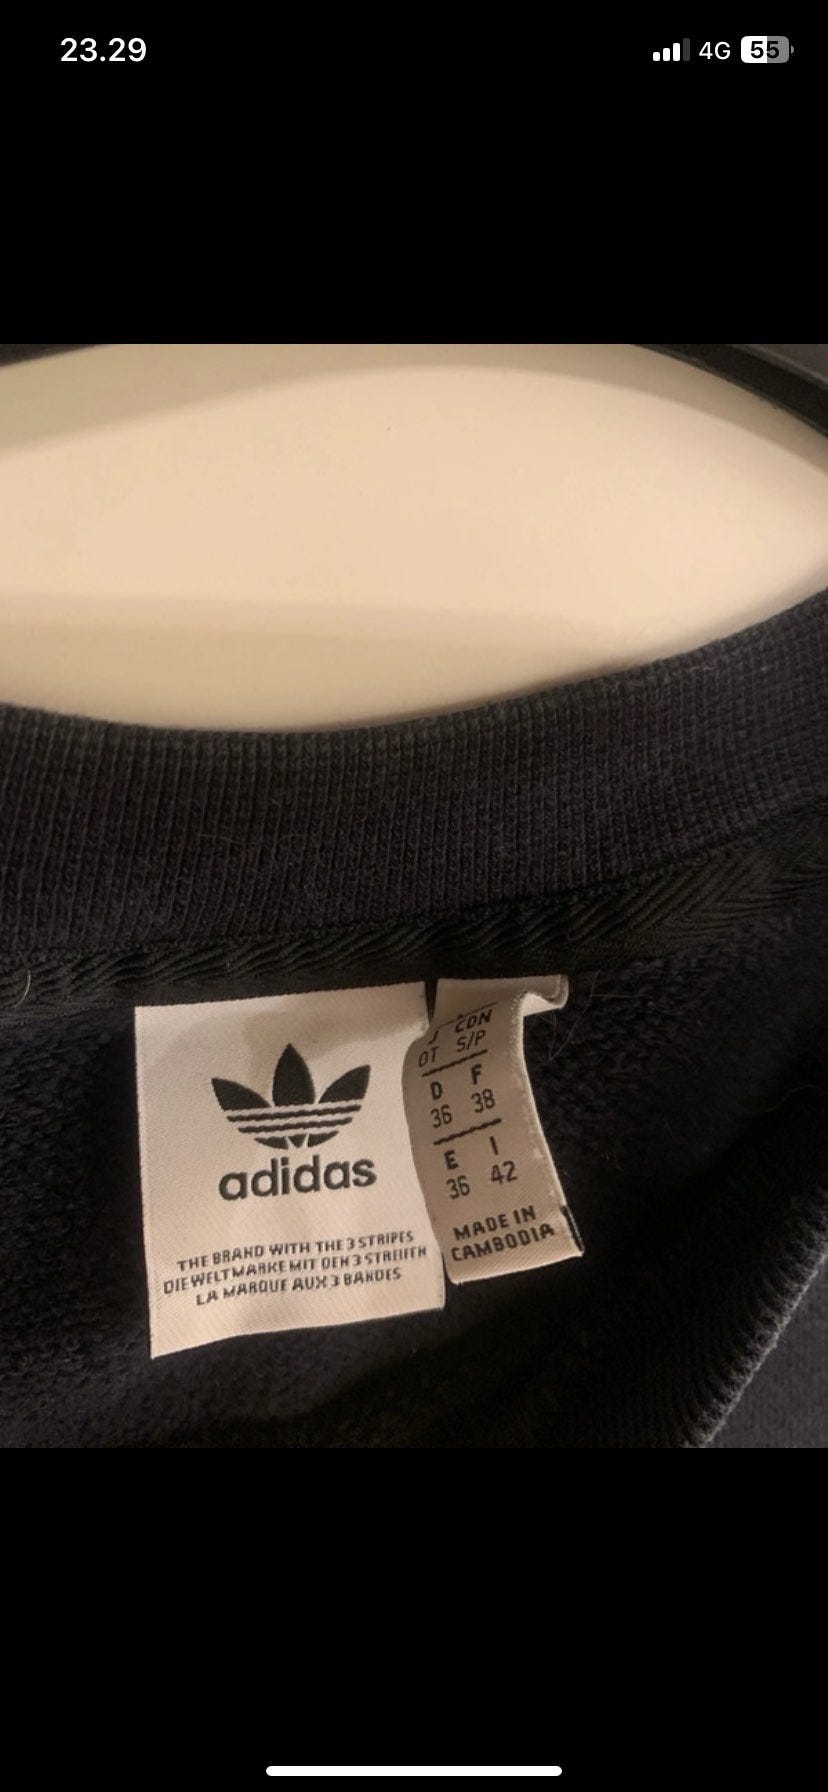 23.29
4G 55
adidas
THE BRAND WITH THE 3 STRIPES
DIE WELTMARKE MIT DEN 3 STREIFEN
LA MARQUE AUX 3 BANDES
J CDN
OT S/P
D F
36 38
E I
36 42
MADE IN
CAMBODIA